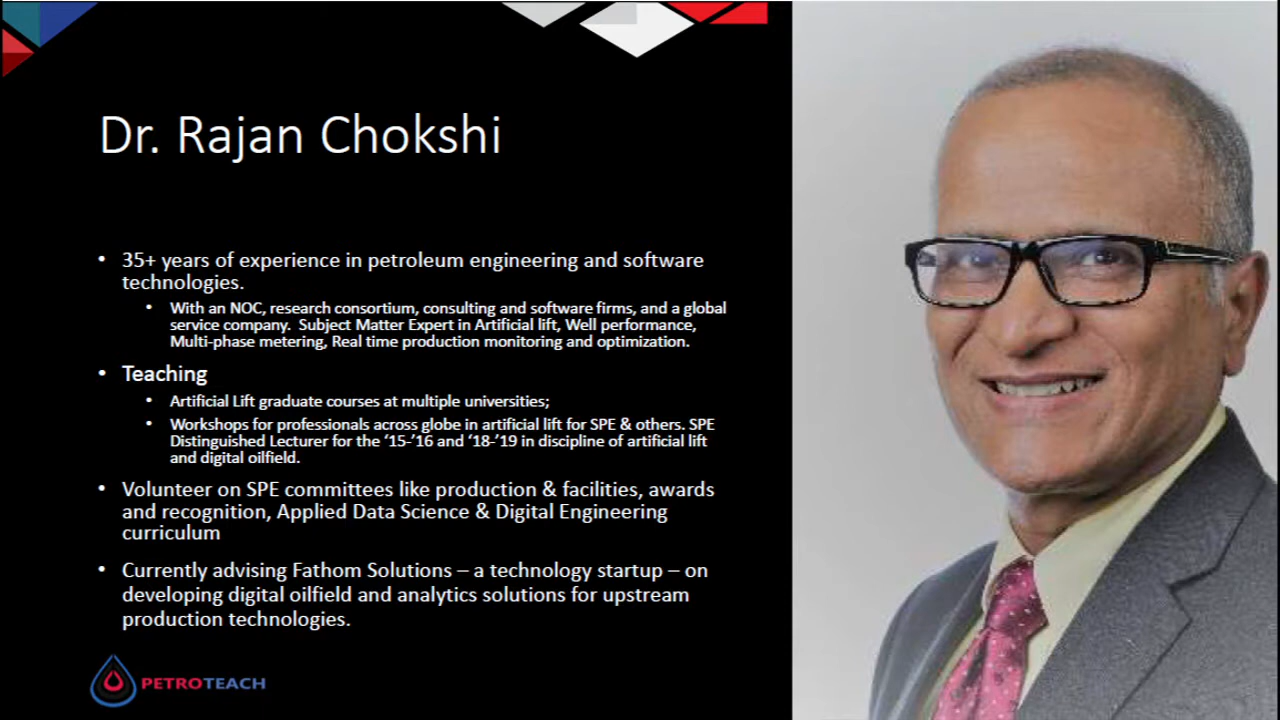 Dr. Rajan Chokshi
• 35+ years of experience in petroleum engineering and software
technologies.
• With an NOC, research consortium, consulting and software firms, and a global
service company.  Subject Matter Expert in Artificial lift, Well performance,
Multi-phase metering, Real time production monitoring and optimization.
• Teaching
• Artificial Lift graduate courses at multiple universities;
• Workshops for professionals across globe in artificial lift for SPE & others. SPE
Distinguished Lecturer for the ‘15-’16 and ‘18-’19 in discipline of artificial lift
and digital oilfield.
• Volunteer on SPE committees like production & facilities, awards
and recognition, Applied Data Science & Digital Engineering
curriculum
• Currently advising Fathom Solutions – a technology startup – on
developing digital oilfield and analytics solutions for upstream
production technologies.
PETROTEACH